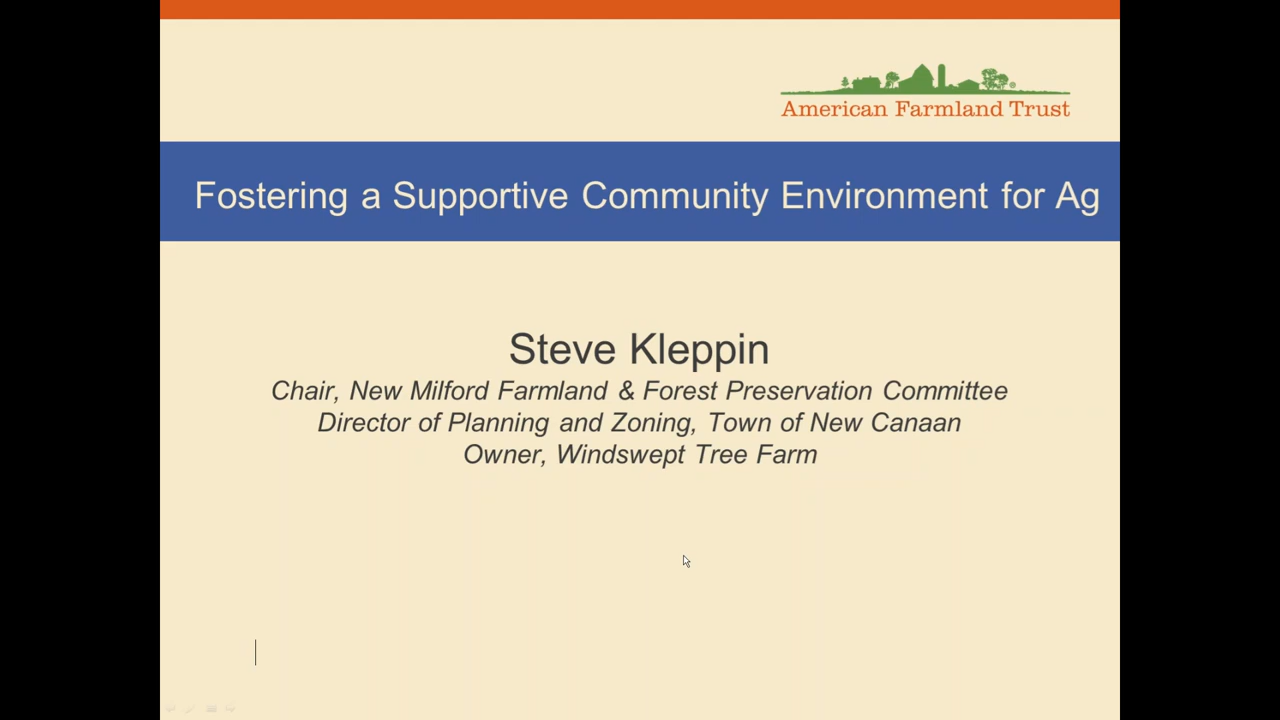 American Farmland Trust
Fostering a Supportive Community Environment for Ag
Steve Kleppin
Chair, New Milford Farmland & Forest Preservation Committee
Director of Planning and Zoning, Town of New Canaan
Owner, Windswept Tree Farm